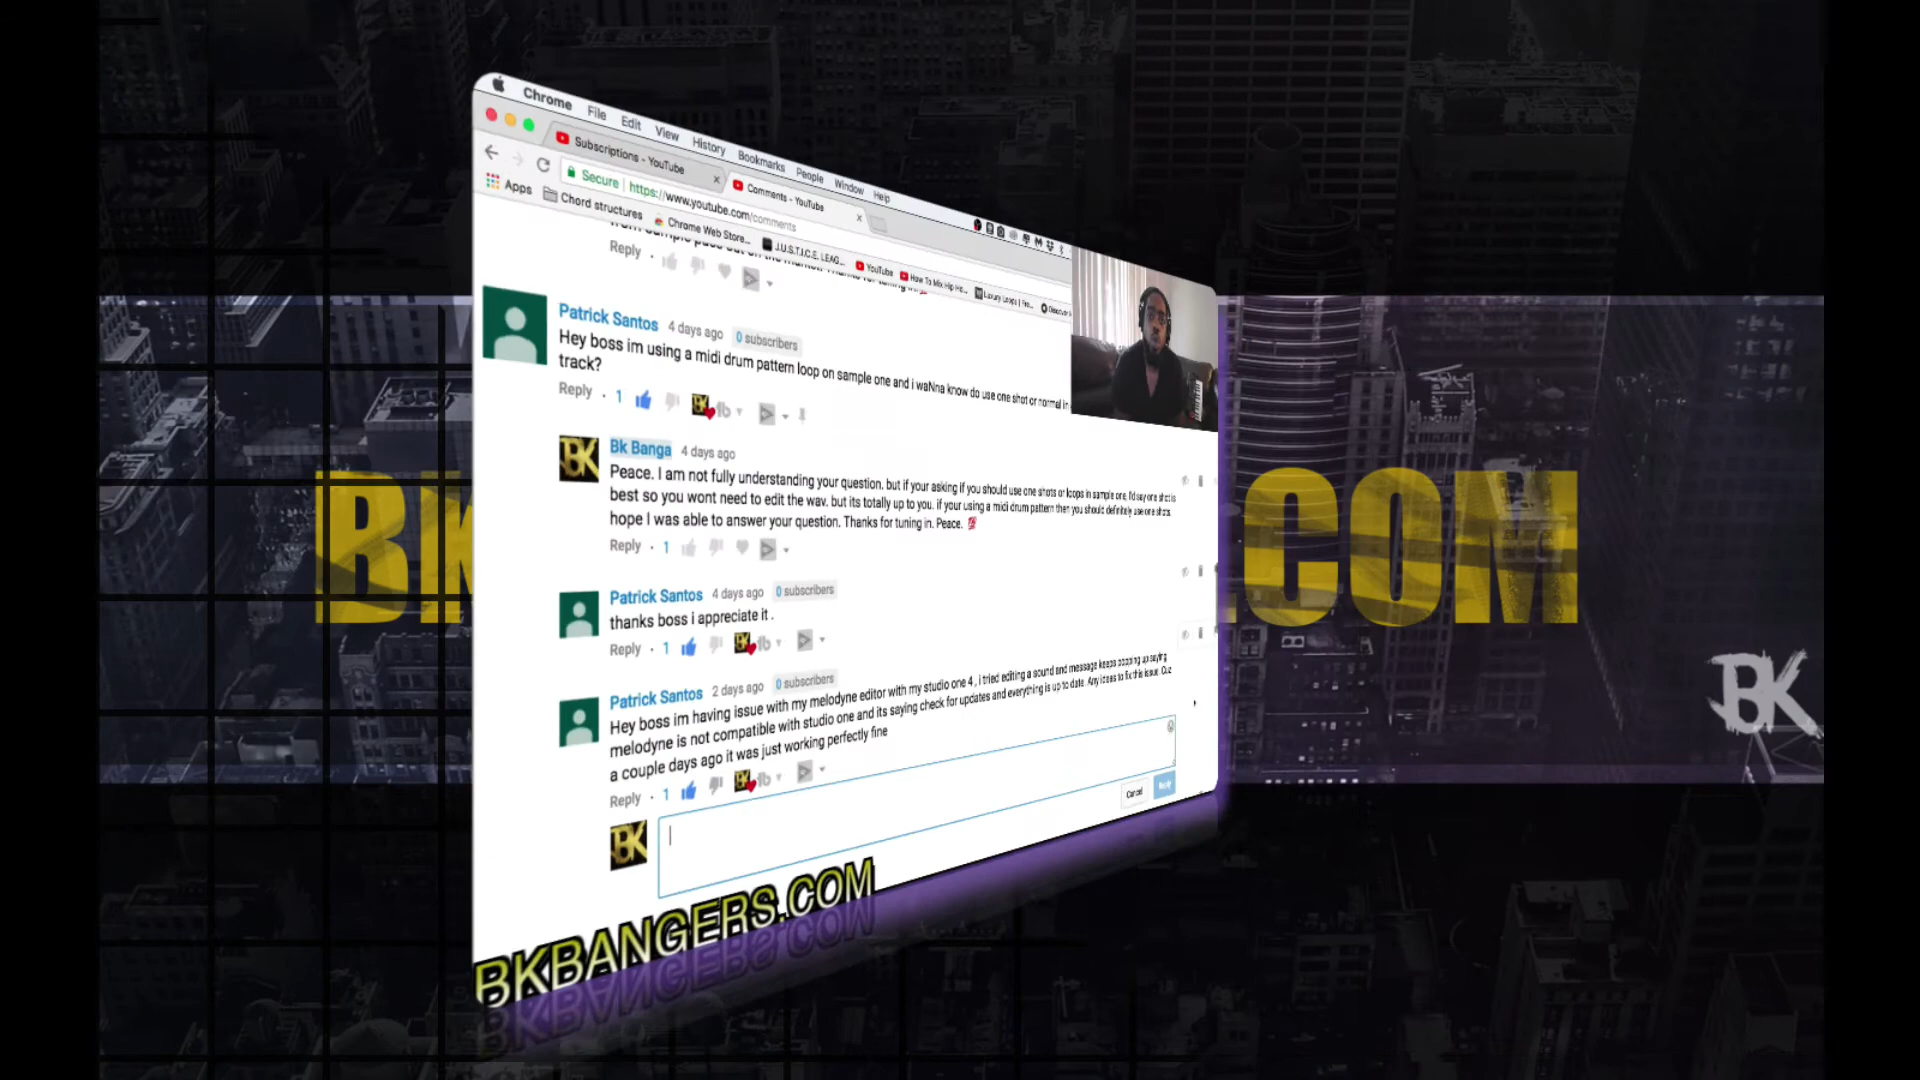 Chrome File Edit View History Bookmarks People Window Help
Subscriptions - YouTube
Comments - YouTube
Secure | https://www.youtube.com/comments
Apps Chord structures Chrome Web Store... J.U.S.T.I.C.E. LEAG... YouTube How To Mix Hip Ho... Luxury Loops | Fre...
Reply
Patrick Santos 4 days ago 0 subscribers
Hey boss im using a midi drum pattern loop on sample one and i waNna know do use one shot or normal in
track?
Reply · 1
Bk Banga 4 days ago
Peace. I am not fully understanding your question. but if your asking if you should use one shots or loops in sample one, I'd say one shot is
best so you wont need to edit the wav. but its totally up to you. if your using a midi drum pattern then you should definitely use one shots.
hope I was able to answer your question. Thanks for tuning in. Peace.
Reply · 1
Patrick Santos 4 days ago 0 subscribers
thanks boss i appreciate it .
Reply · 1
Patrick Santos 2 days ago 0 subscribers
Hey boss im having issue with my melodyne editor with my studio one 4 , i tried editing a sound and message keeps popping up saying
melodyne is not compatible with studio one and its saying check for updates and everything is up to date. Any ideas to fix this issue. Cuz
a couple days ago it was just working perfectly fine
Reply · 1
Cancel Reply
BK
BKBANGERS.COM
.COM
BK